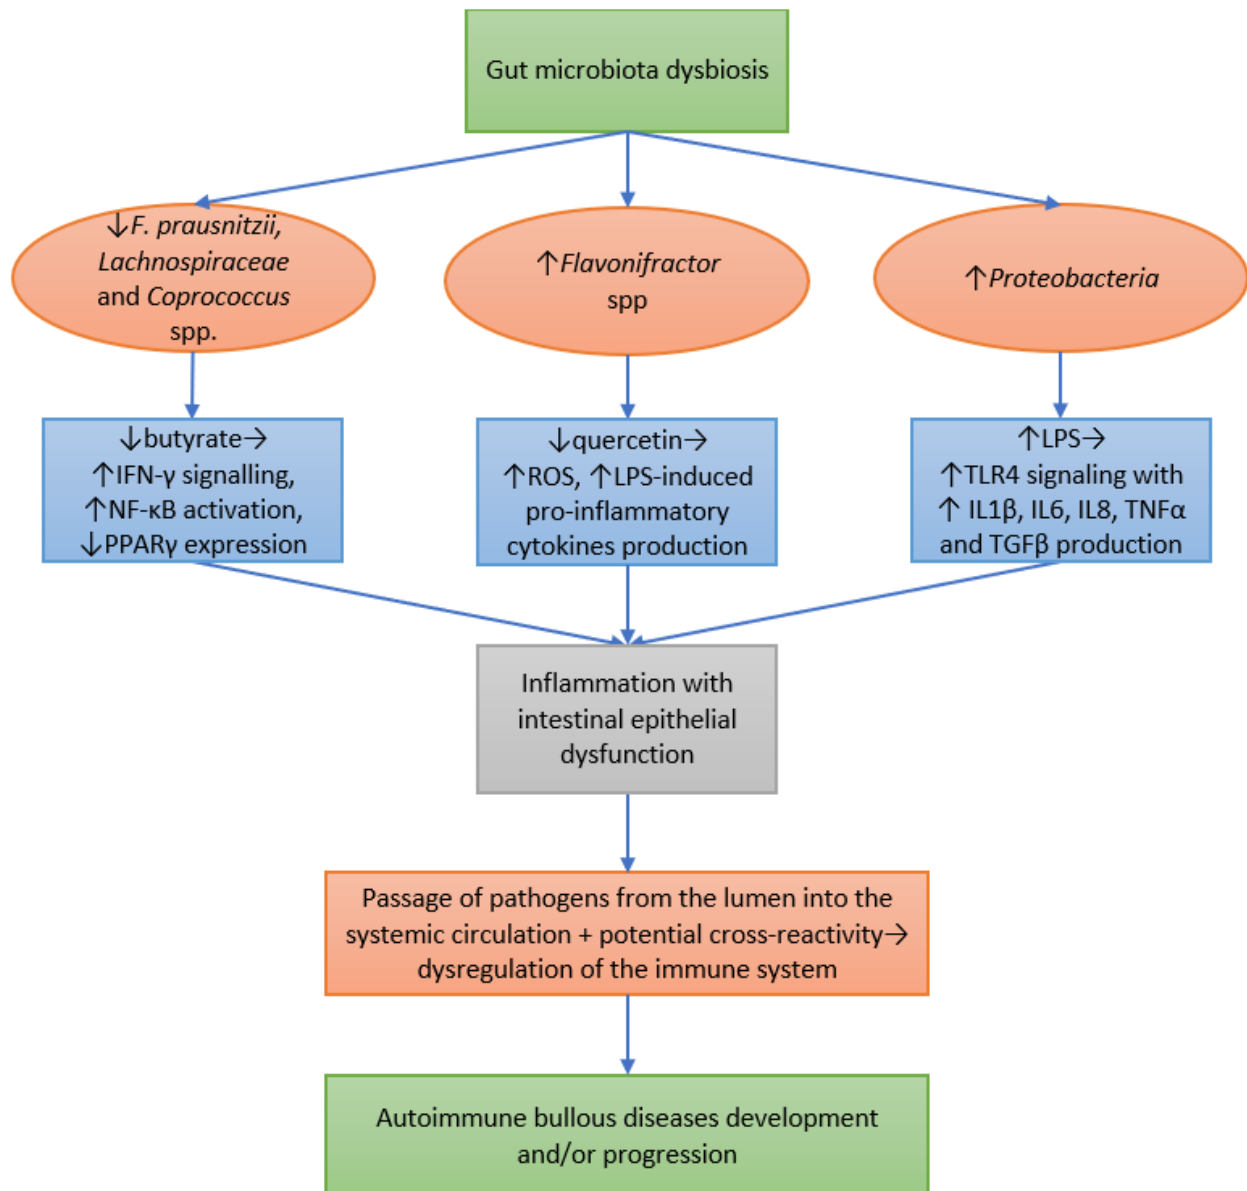 Gut microbiota dysbiosis
↓F. prausnitzii,
Lachnospiraceae
and Coprococcus
spp.
↑Flavonifractor
spp
↑Proteobacteria
↓butyrate→
↑IFN-γ signalling,
↑NF-κB activation,
↓PPARγ expression
↓quercetin→
↑ROS, ↑LPS-induced
pro-inflammatory
cytokines production
↑LPS→
↑TLR4 signaling with
↑ IL1β, IL6, IL8, TNFα
and TGFβ production
Inflammation with
intestinal epithelial
dysfunction
Passage of pathogens from the lumen into the
systemic circulation + potential cross-reactivity→
dysregulation of the immune system
Autoimmune bullous diseases development
and/or progression